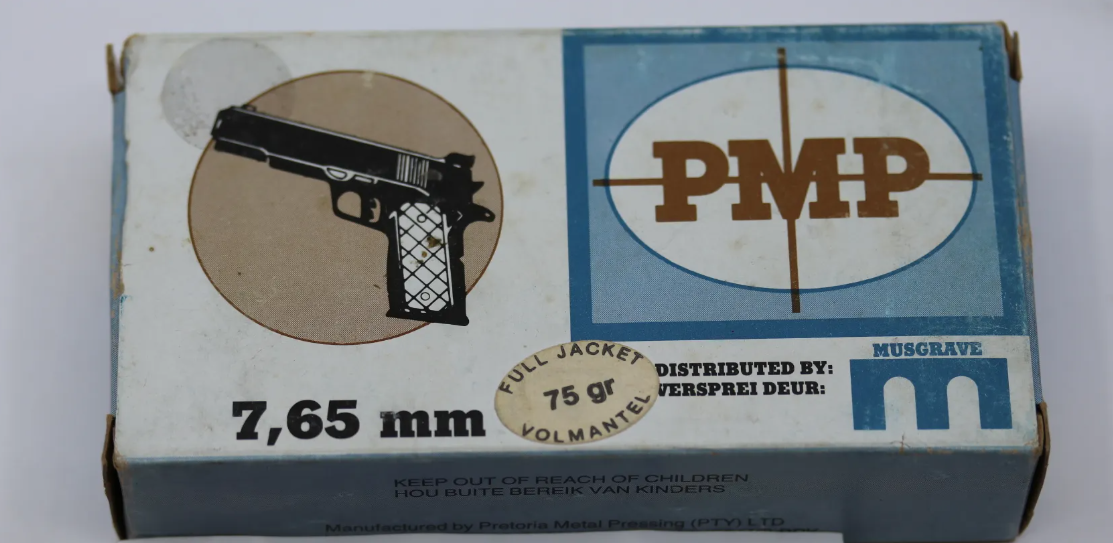 PMP
MUSGRAVE
m
FULL JACKET
75 gr
VOLMANTEL
DISTRIBUTED BY:
VERSPREI DEUR:
7,65 mm
KEEP OUT OF REACH OF CHILDREN
HOU BUITE BEREIK VAN KINDERS
Manufactured by Pretoria Metal Pressing (PTY) LTD